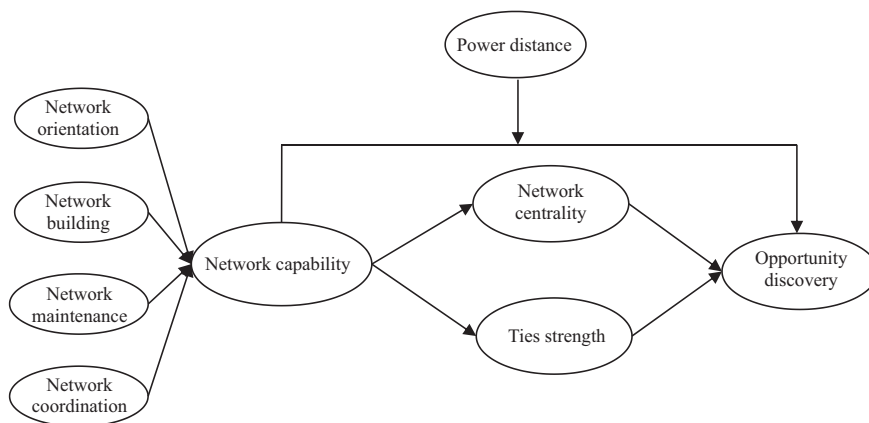 Power distance
Network
orientation
Network
building
Network
maintenance
Network
coordination
Network capability
Network
centrality
Ties strength
Opportunity
discovery